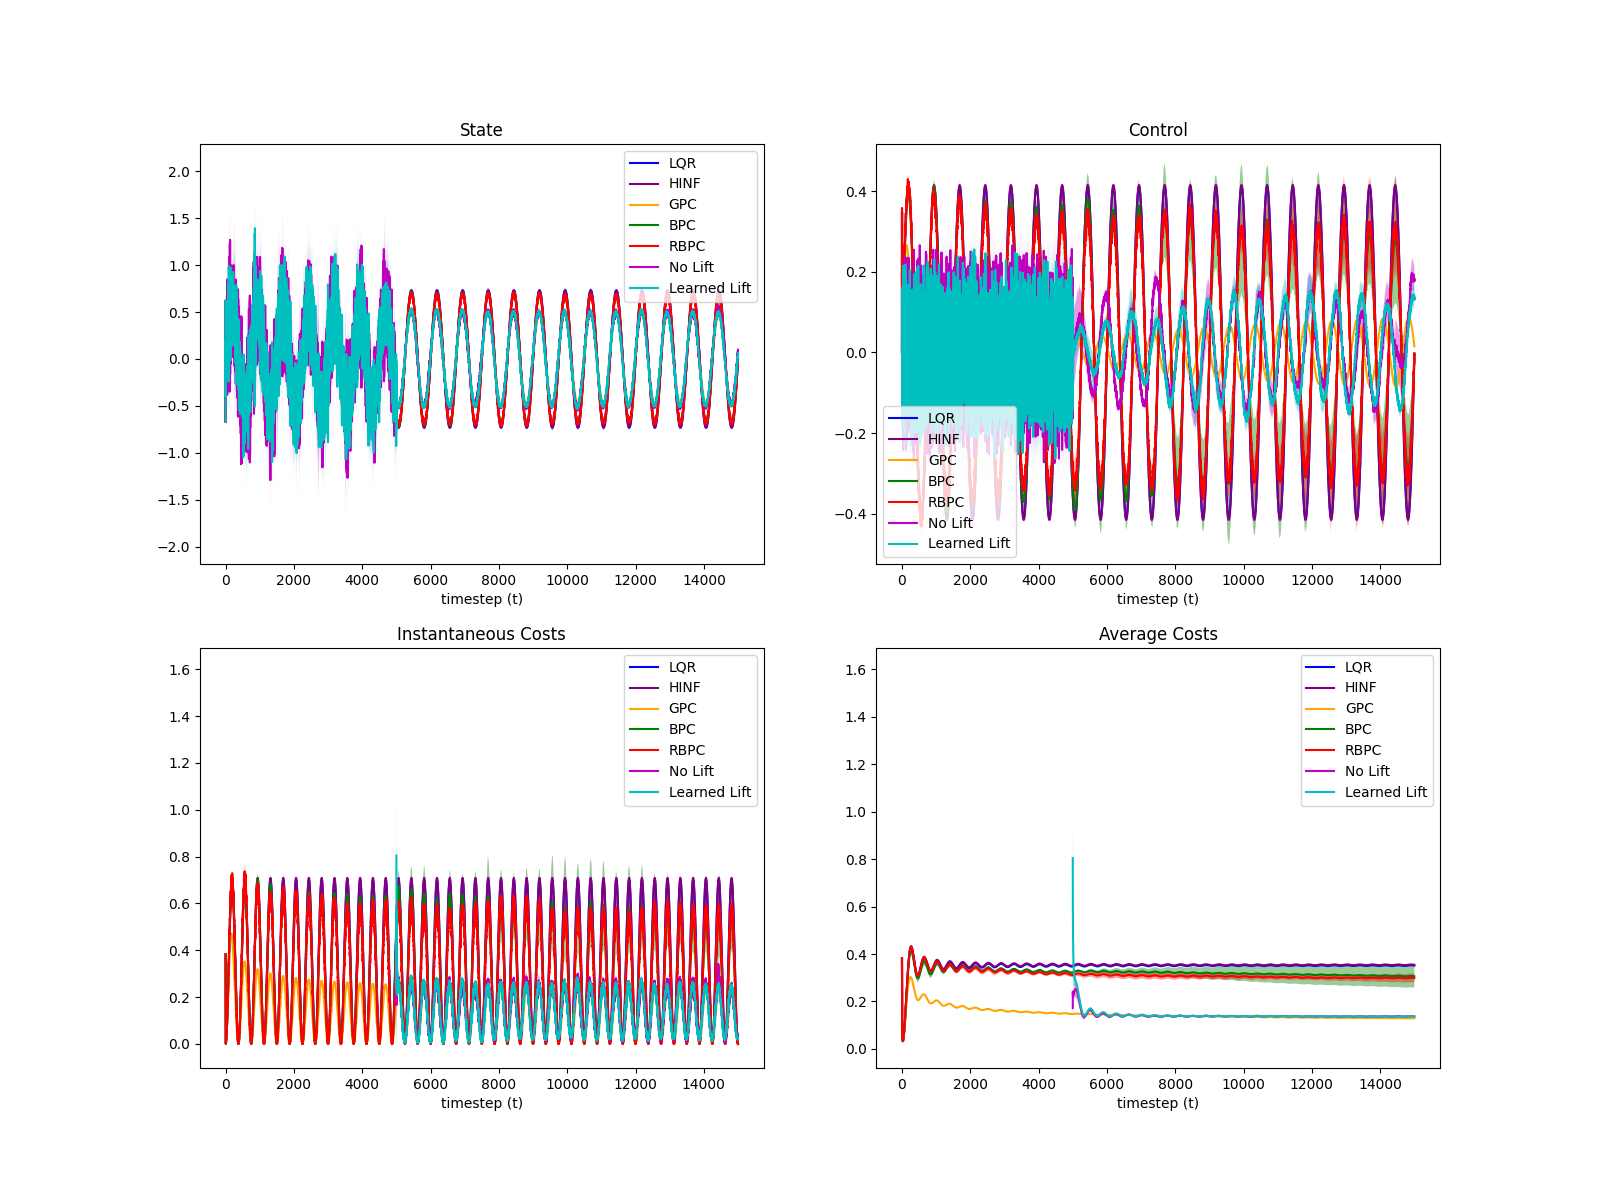 State
2.0
1.5
1.0
0.5
0.0
−0.5
−1.0
−1.5
−2.0
LQR
HINF
GPC
BPC
RBPC
No Lift
Learned Lift
0 2000 4000 6000 8000 10000 12000 14000
timestep (t)
Control
0.4
0.2
0.0
−0.2
−0.4
LQR
HINF
GPC
BPC
RBPC
No Lift
Learned Lift
0 2000 4000 6000 8000 10000 12000 14000
timestep (t)
Instantaneous Costs
1.6
1.4
1.2
1.0
0.8
0.6
0.4
0.2
0.0
LQR
HINF
GPC
BPC
RBPC
No Lift
Learned Lift
0 2000 4000 6000 8000 10000 12000 14000
timestep (t)
Average Costs
1.6
1.4
1.2
1.0
0.8
0.6
0.4
0.2
0.0
LQR
HINF
GPC
BPC
RBPC
No Lift
Learned Lift
0 2000 4000 6000 8000 10000 12000 14000
timestep (t)